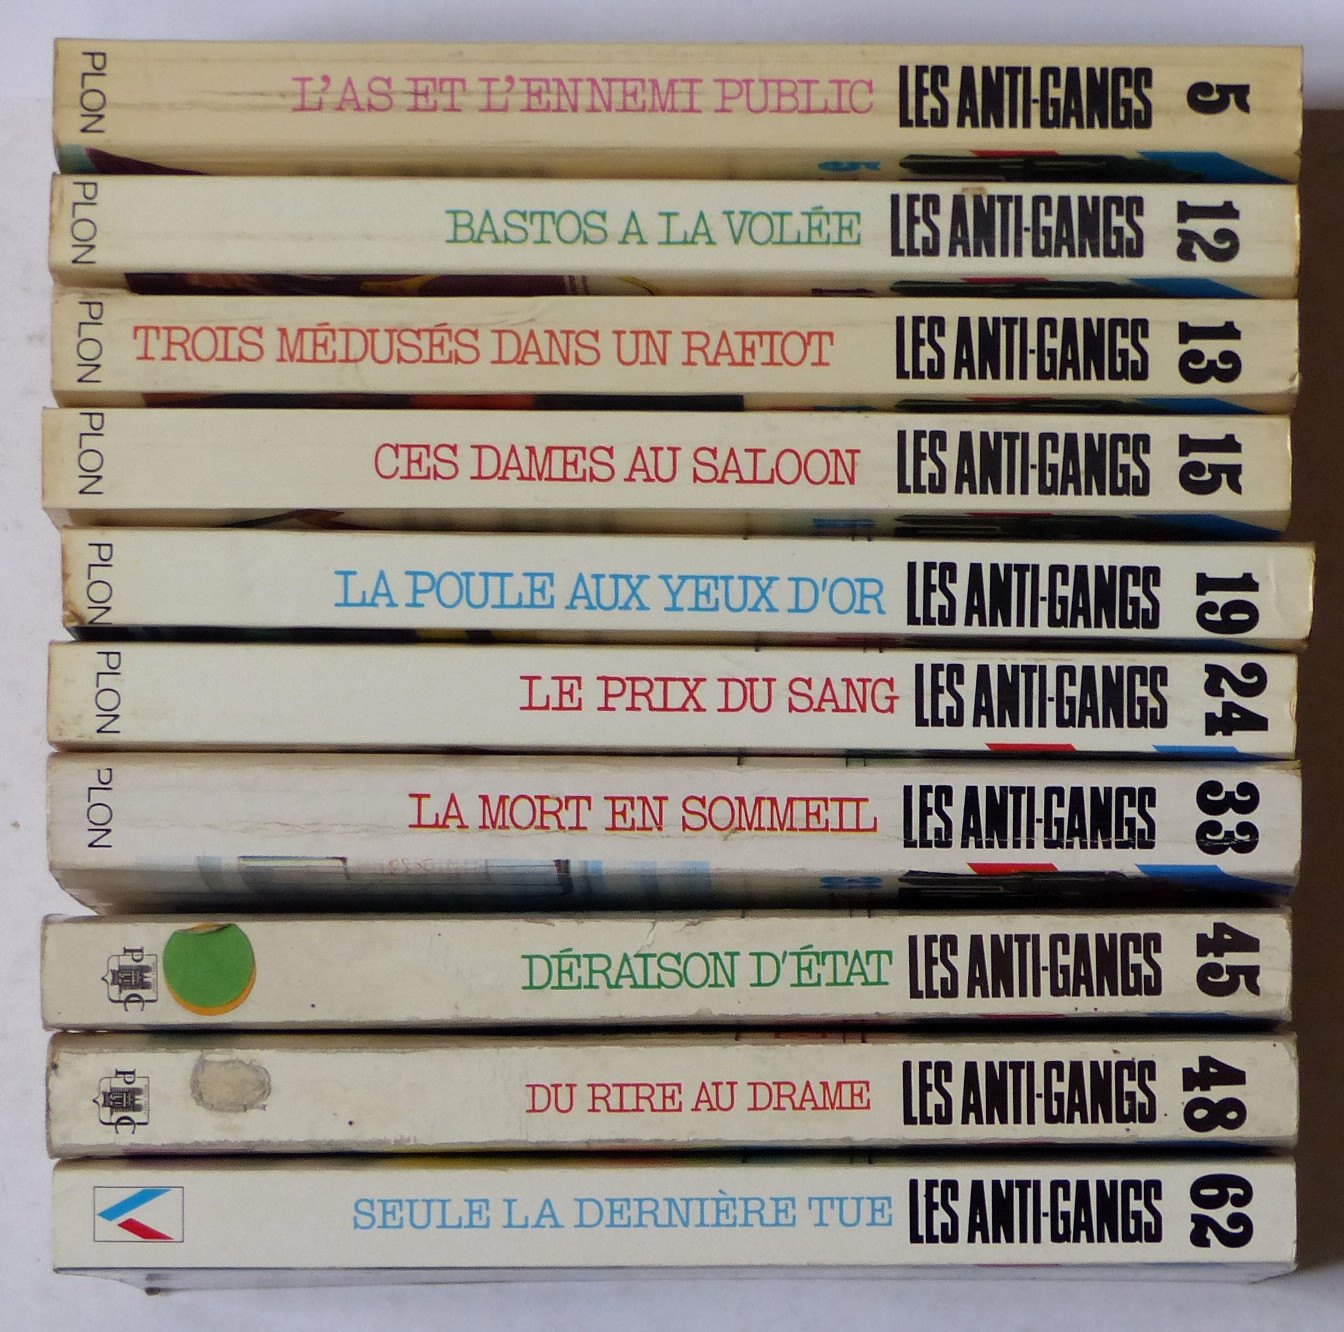 PLON L'AS ET L'ENNEMI PUBLIC LES ANTI-GANGS 5
PLON BASTOS A LA VOLÉE LES ANTI-GANGS 12
PLON TROIS MÉDUSÉS DANS UN RAFIOT LES ANTI-GANGS 13
PLON CES DAMES AU SALOON LES ANTI-GANGS 15
PLON LA POULE AUX YEUX D'OR LES ANTI-GANGS 19
PLON LE PRIX DU SANG LES ANTI-GANGS 24
PLON LA MORT EN SOMMEIL LES ANTI-GANGS 33
P C DÉRAISON D'ÉTAT LES ANTI-GANGS 45
P C DU RIRE AU DRAME LES ANTI-GANGS 48
SEULE LA DERNIÈRE TUE LES ANTI-GANGS 62